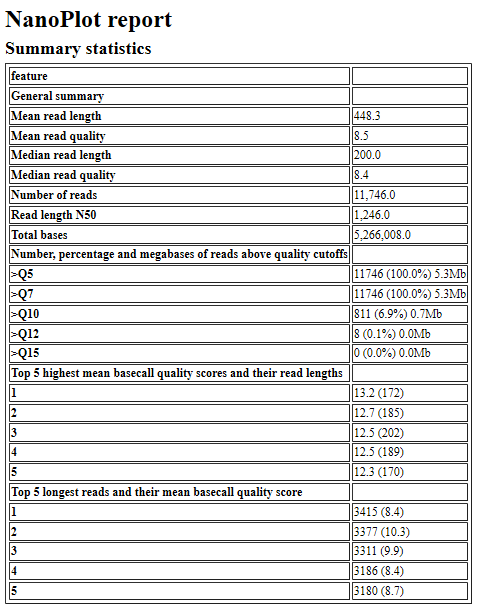 NanoPlot report
Summary statistics
feature
General summary
Mean read length 448.3
Mean read quality 8.5
Median read length 200.0
Median read quality 8.4
Number of reads 11,746.0
Read length N50 1,246.0
Total bases 5,266,008.0
Number, percentage and megabases of reads above quality cutoffs
>Q5 11746 (100.0%) 5.3Mb
>Q7 11746 (100.0%) 5.3Mb
>Q10 811 (6.9%) 0.7Mb
>Q12 8 (0.1%) 0.0Mb
>Q15 0 (0.0%) 0.0Mb
Top 5 highest mean basecall quality scores and their read lengths
1 13.2 (172)
2 12.7 (185)
3 12.5 (202)
4 12.5 (189)
5 12.3 (170)
Top 5 longest reads and their mean basecall quality score
1 3415 (8.4)
2 3377 (10.3)
3 3311 (9.9)
4 3186 (8.4)
5 3180 (8.7)